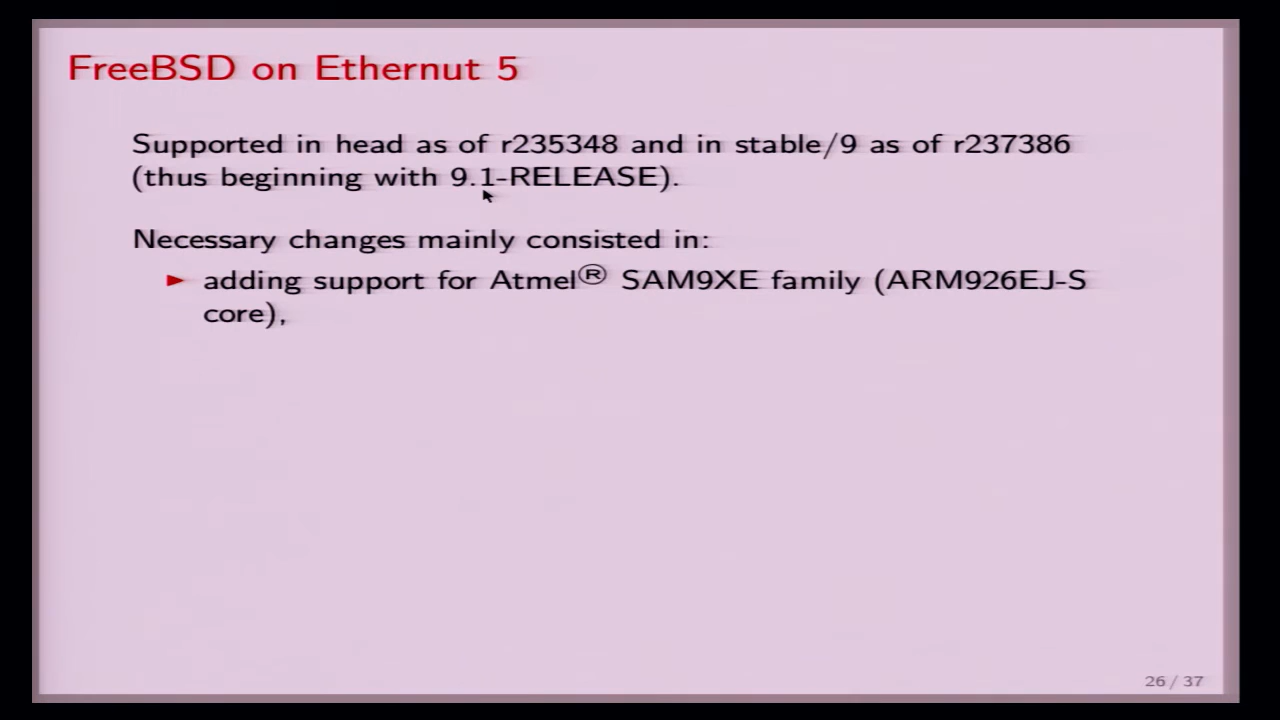 FreeBSD on Ethernut 5
Supported in head as of r235348 and in stable/9 as of r237386
(thus beginning with 9.1-RELEASE).
Necessary changes mainly consisted in:
► adding support for Atmel® SAM9XE family (ARM926EJ-S
core),
26 / 37